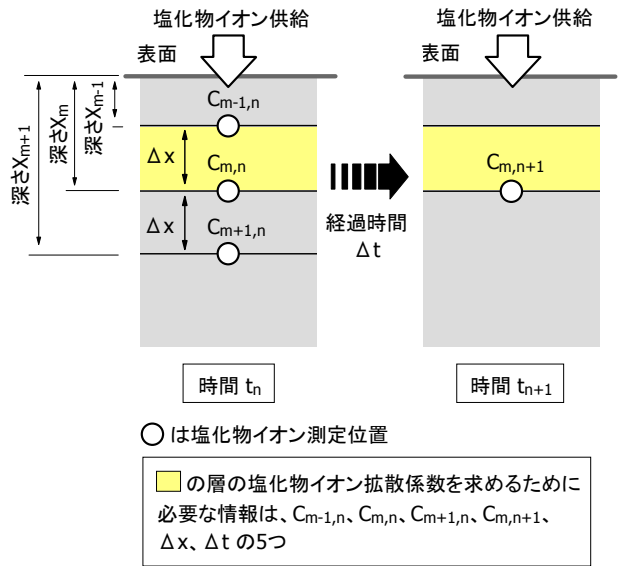 塩化物イオン供給
塩化物イオン供給
表面
表面
深さXm+1
深さXm
深さXm-1
Cm-1,n
Δx
Cm,n
Δx
Cm+1,n
経過時間
Δt
Cm,n+1
時間 tn
時間 tn+1
○は塩化物イオン測定位置
の層の塩化物イオン拡散係数を求めるために
必要な情報は、Cm-1,n、Cm,n、Cm+1,n、Cm,n+1、
Δx、Δt の5つ